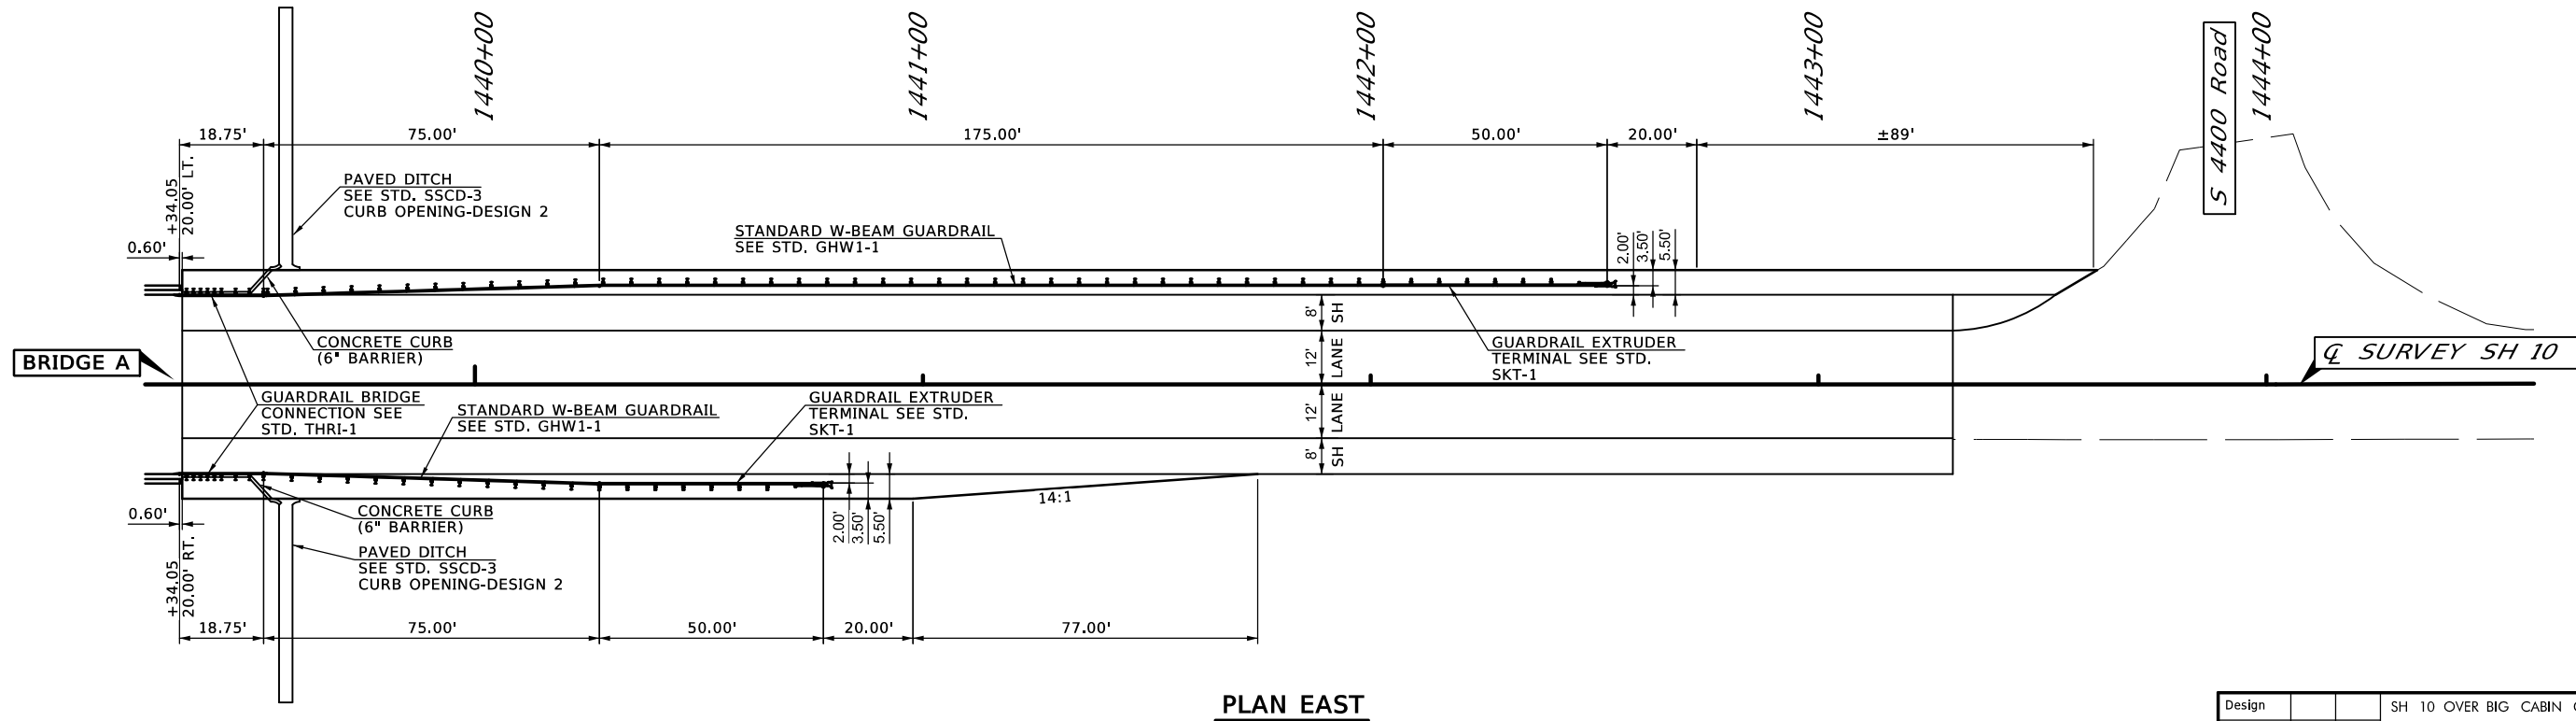 1440+00
1441+00
1442+00
1443+00
S 4400 Road
1444+00
18.75'
75.00'
175.00'
50.00'
20.00'
±89'
+34.05
20.00' LT.
0.60'
PAVED DITCH
SEE STD. SSCD-3
CURB OPENING-DESIGN 2
STANDARD W-BEAM GUARDRAIL
SEE STD. GHW1-1
2.00'
3.50'
5.50'
8'
SH
CONCRETE CURB
(6" BARRIER)
BRIDGE A
12'
LANE
GUARDRAIL EXTRUDER
TERMINAL SEE STD.
SKT-1
℄ SURVEY SH 10
GUARDRAIL BRIDGE
CONNECTION SEE
STD. THRI-1
STANDARD W-BEAM GUARDRAIL
SEE STD. GHW1-1
GUARDRAIL EXTRUDER
TERMINAL SEE STD.
SKT-1
12'
LANE
8'
SH
14:1
0.60'
CONCRETE CURB
(6" BARRIER)
2.00'
3.50'
5.50'
PAVED DITCH
SEE STD. SSCD-3
CURB OPENING-DESIGN 2
+34.05
20.00' RT.
18.75'
75.00'
50.00'
20.00'
77.00'
PLAN EAST
Design
SH 10 OVER BIG CABIN